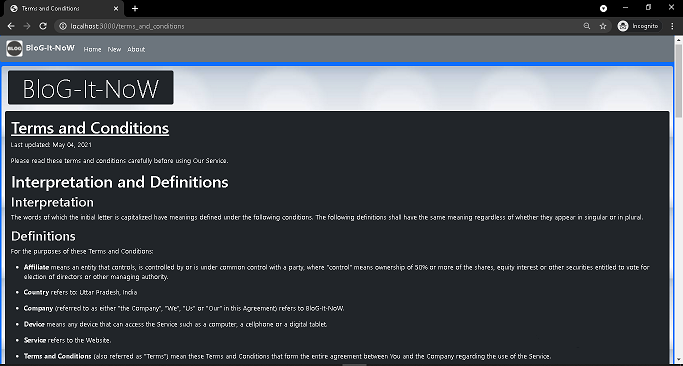 Terms and Conditions
localhost:3000/terms_and_conditions
Incognito
BLOG
BloG-It-NoW Home New About
BloG-It-NoW
Terms and Conditions
Last updated: May 04, 2021
Please read these terms and conditions carefully before using Our Service.
Interpretation and Definitions
Interpretation
The words of which the initial letter is capitalized have meanings defined under the following conditions. The following definitions shall have the same meaning regardless of whether they appear in singular or in plural.
Definitions
For the purposes of these Terms and Conditions:
Affiliate means an entity that controls, is controlled by or is under common control with a party, where "control" means ownership of 50% or more of the shares, equity interest or other securities entitled to vote for
election of directors or other managing authority.
Country refers to: Uttar Pradesh, India
Company (referred to as either "the Company", "We", "Us" or "Our" in this Agreement) refers to BloG-It-NoW.
Device means any device that can access the Service such as a computer, a cellphone or a digital tablet.
Service refers to the Website.
Terms and Conditions (also referred as "Terms") mean these Terms and Conditions that form the entire agreement between You and the Company regarding the use of the Service.